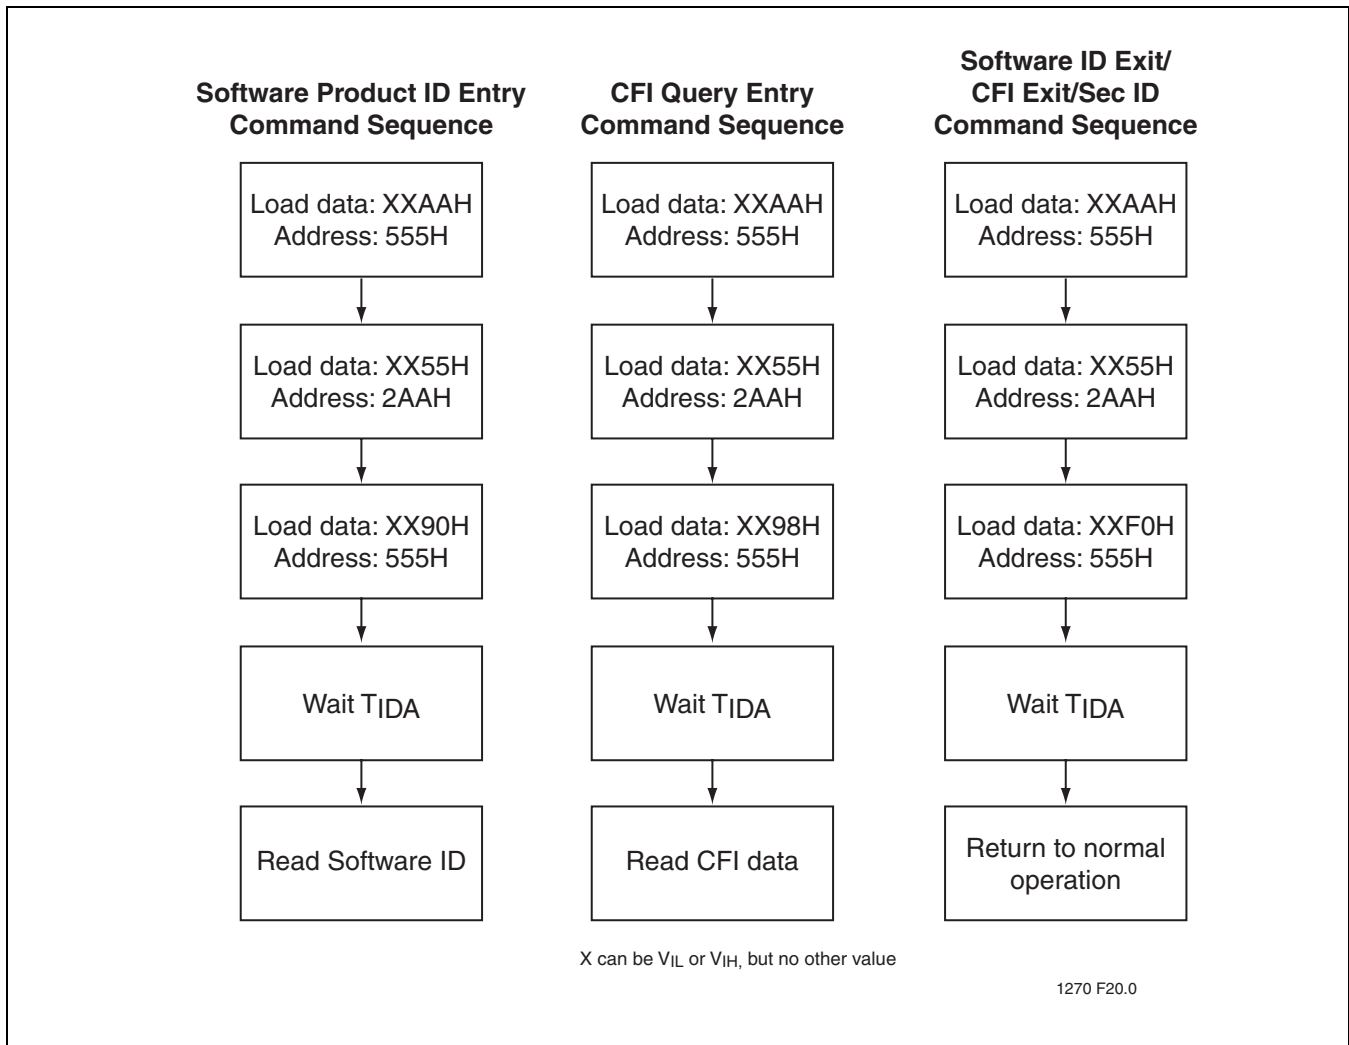 Software Product ID Entry
Command Sequence
Load data: XXAAH
Address: 555H
Load data: XX55H
Address: 2AAH
Load data: XX90H
Address: 555H
Wait TIDA
Read Software ID
CFI Query Entry
Command Sequence
Load data: XXAAH
Address: 555H
Load data: XX55H
Address: 2AAH
Load data: XX98H
Address: 555H
Wait TIDA
Read CFI data
Software ID Exit/
CFI Exit/Sec ID
Command Sequence
Load data: XXAAH
Address: 555H
Load data: XX55H
Address: 2AAH
Load data: XXF0H
Address: 555H
Wait TIDA
Return to normal
operation
X can be VIL or VIH, but no other value
1270 F20.0